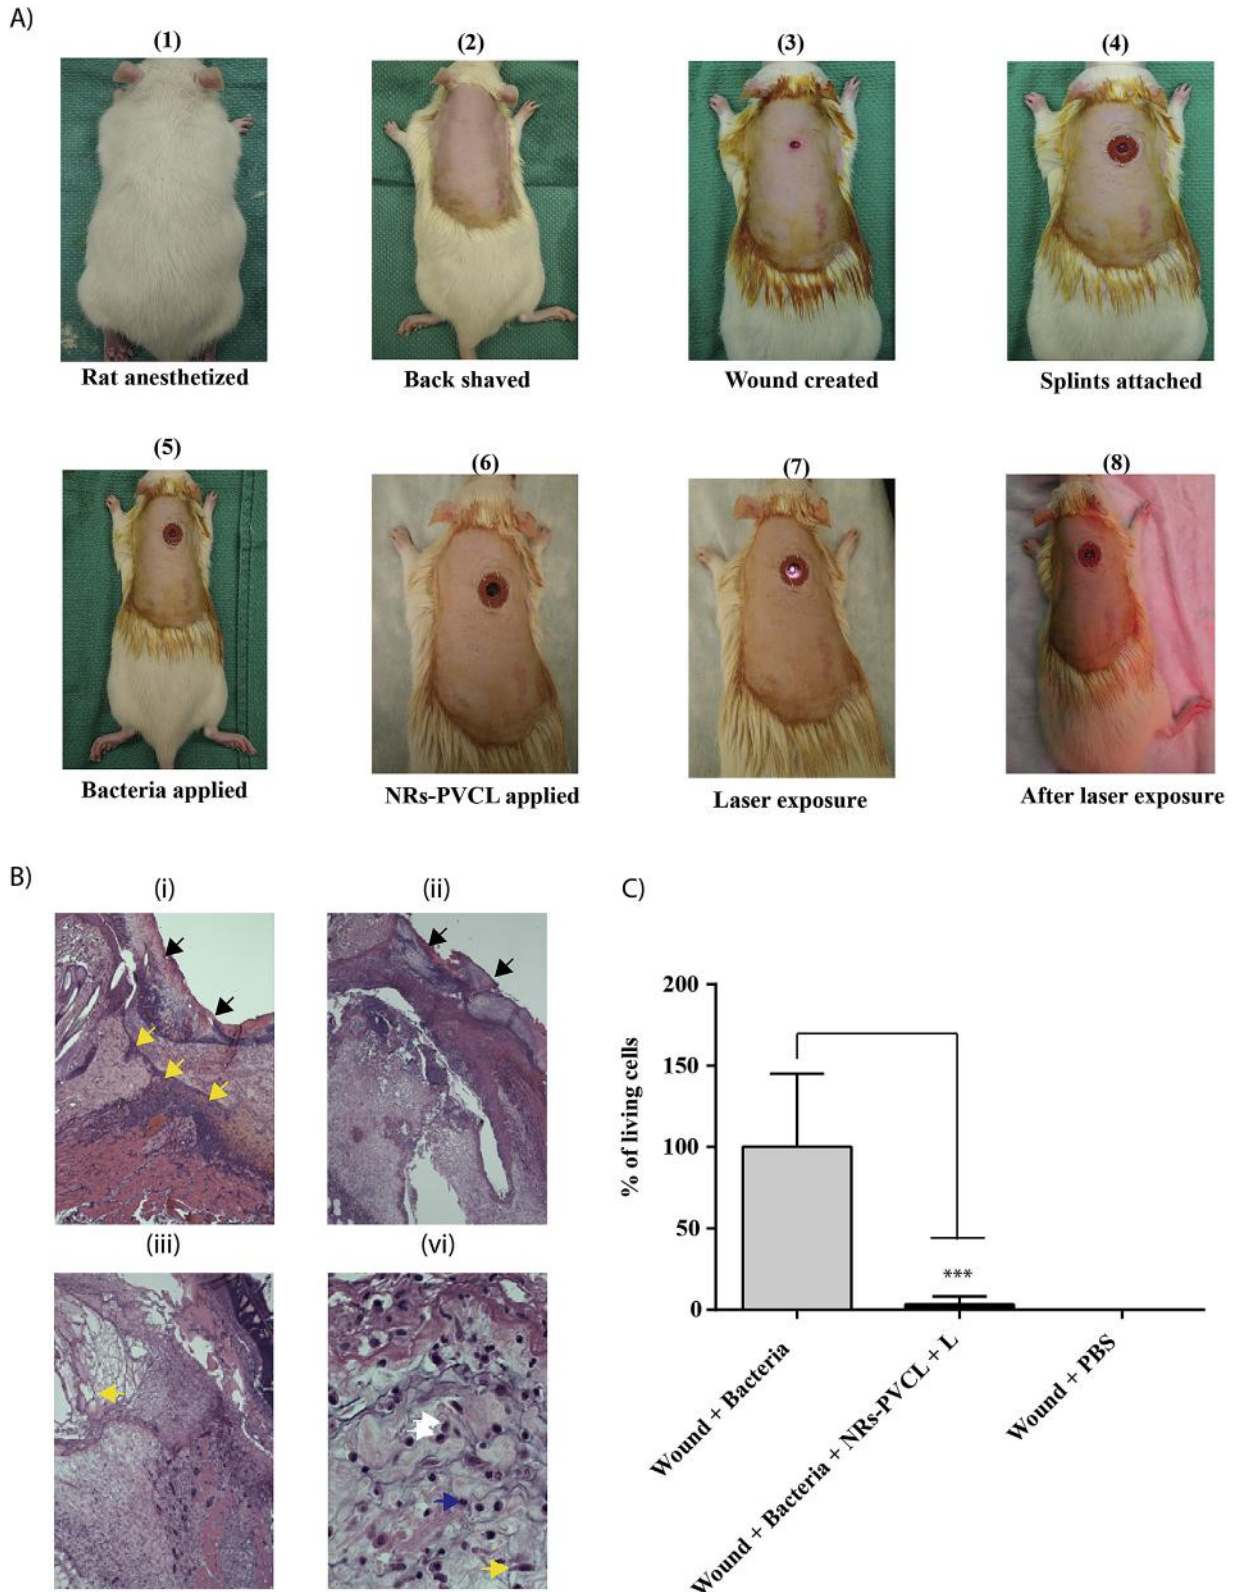 A)
(1)
(2)
(3)
(4)
Rat anesthetized
Back shaved
Wound created
Splints attached
(5)
(6)
(7)
(8)
Bacteria applied
NRs-PVCL applied
Laser exposure
After laser exposure
B)
(i)
(ii)
(iii)
(vi)
C)
% of living cells
200
150
100
50
0
***
Wound + Bacteria
Wound + Bacteria + NRs-PVCL + L
Wound + PBS